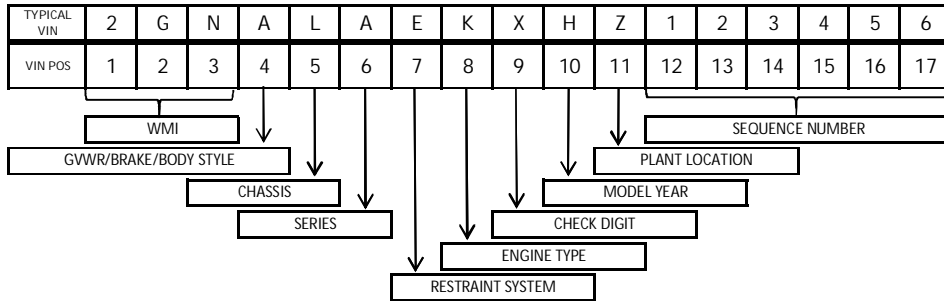 TYPICAL VIN 2 G N A L A E K X H Z 1 2 3 4 5 6
VIN POS 1 2 3 4 5 6 7 8 9 10 11 12 13 14 15 16 17
WMI SEQUENCE NUMBER
GVWR/BRAKE/BODY STYLE PLANT LOCATION
CHASSIS MODEL YEAR
SERIES CHECK DIGIT
ENGINE TYPE
RESTRAINT SYSTEM